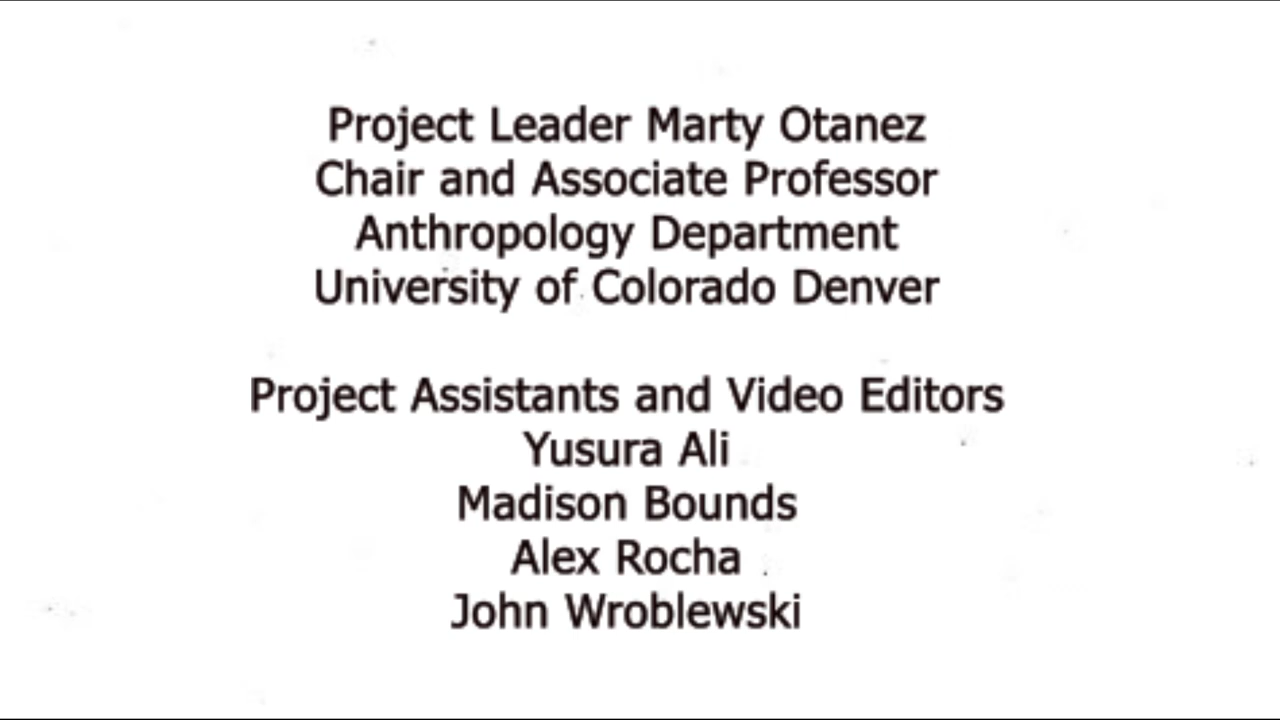 Project Leader Marty Otanez
Chair and Associate Professor
Anthropology Department
University of Colorado Denver
Project Assistants and Video Editors
Yusura Ali
Madison Bounds
Alex Rocha
John Wroblewski